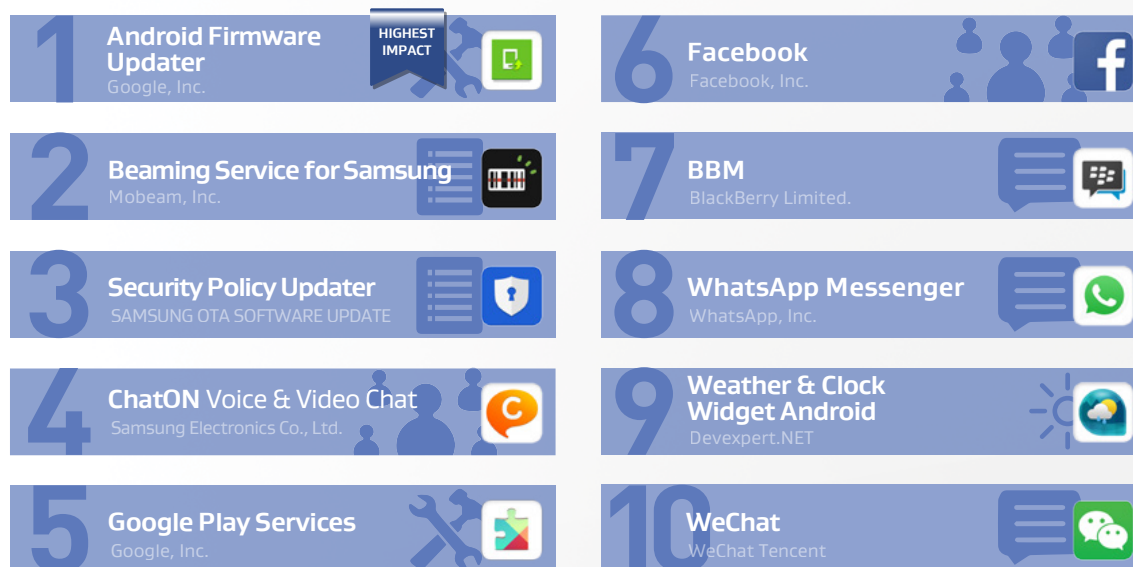 1
Android Firmware
Updater
Google, Inc.
HIGHEST
IMPACT
2
Beaming Service for Samsung
Mobeam, Inc.
3
Security Policy Updater
SAMSUNG OTA SOFTWARE UPDATE
4
ChatON Voice & Video Chat
Samsung Electronics Co., Ltd.
C
5
Google Play Services
Google, Inc.
6
Facebook
Facebook, Inc.
f
7
BBM
BlackBerry Limited.
8
WhatsApp Messenger
WhatsApp, Inc.
9
Weather & Clock
Widget Android
Devexpert.NET
10
WeChat
WeChat Tencent